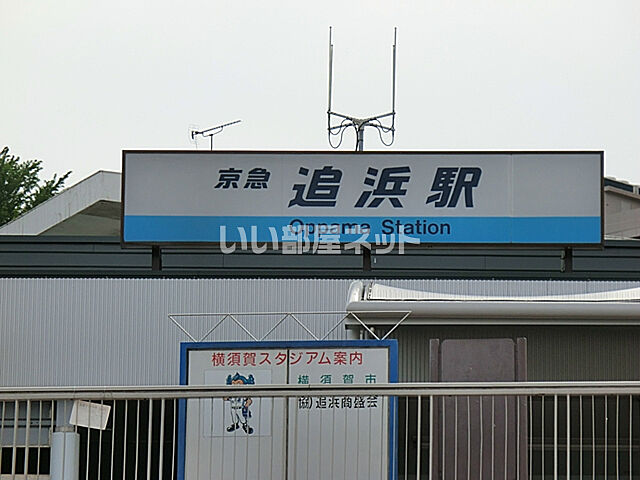 京急 追浜駅
Oppama Station
いい部屋ネット
横須賀スタジアム案内
横須賀市
(協)追浜商盛会